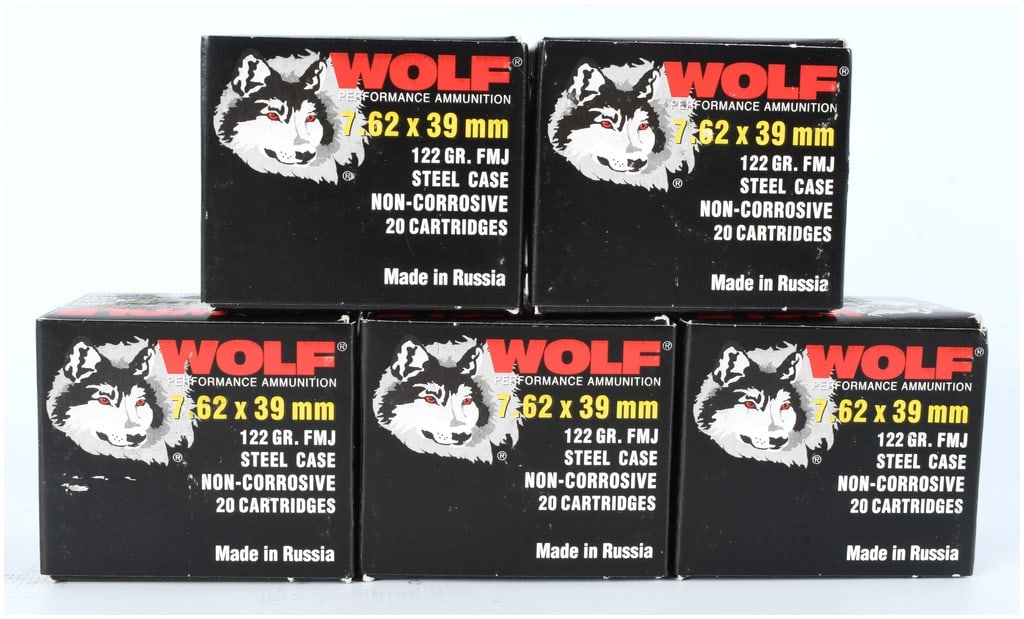 WOLF®
PERFORMANCE AMMUNITION
7.62 x 39 mm
122 GR. FMJ
STEEL CASE
NON-CORROSIVE
20 CARTRIDGES
®
Made in Russia
WOLF®
PERFORMANCE AMMUNITION
7.62 x 39 mm
122 GR. FMJ
STEEL CASE
NON-CORROSIVE
20 CARTRIDGES
®
Made in Russia
WOLF®
PERFORMANCE AMMUNITION
7.62 x 39 mm
122 GR. FMJ
STEEL CASE
NON-CORROSIVE
20 CARTRIDGES
®
Made in Russia
WOLF®
PERFORMANCE AMMUNITION
7.62 x 39 mm
122 GR. FMJ
STEEL CASE
NON-CORROSIVE
20 CARTRIDGES
®
Made in Russia
WOLF®
PERFORMANCE AMMUNITION
7.62 x 39 mm
122 GR. FMJ
STEEL CASE
NON-CORROSIVE
20 CARTRIDGES
®
Made in Russia